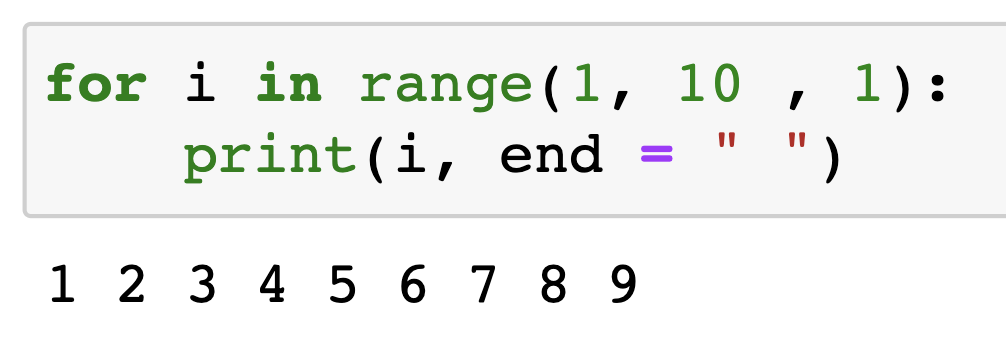 for i in range(1, 10 , 1):
    print(i, end = " ")
1 2 3 4 5 6 7 8 9